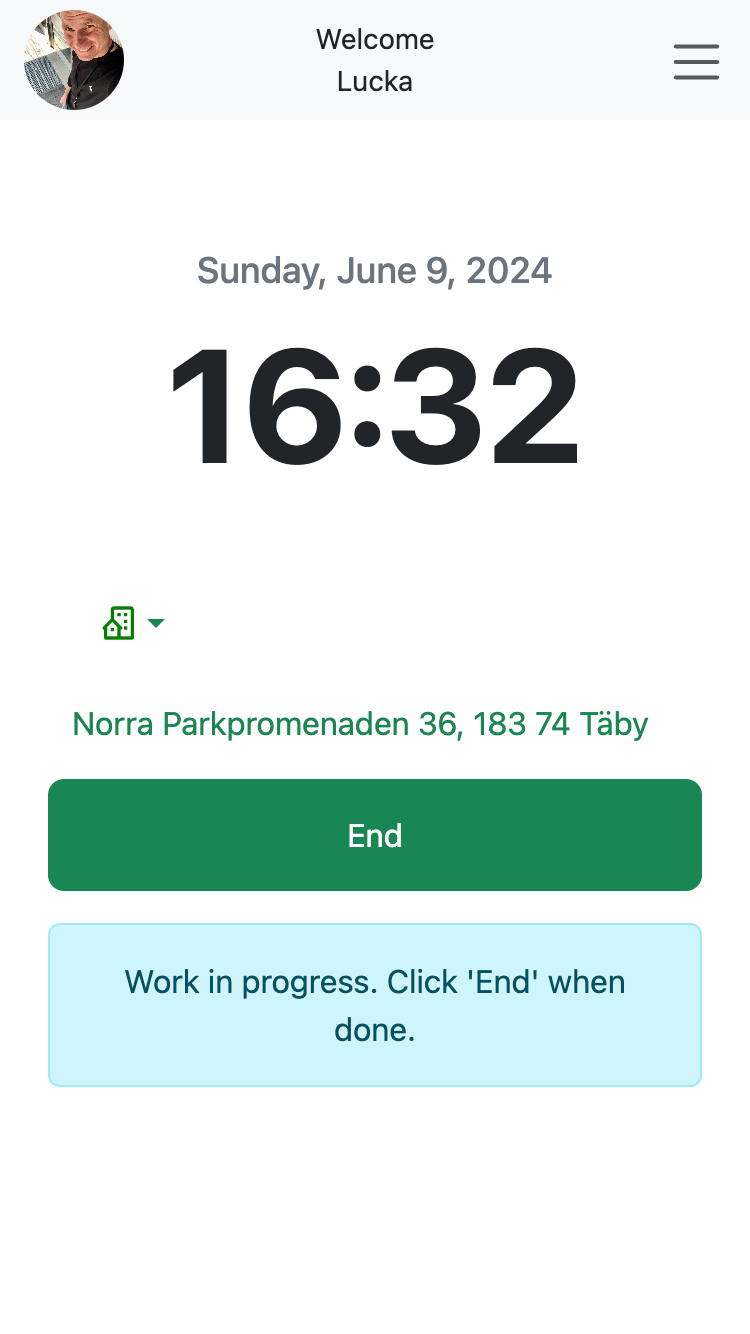 Welcome
Lucka
Sunday, June 9, 2024
16:32
Norra Parkpromenaden 36, 183 74 Täby
End
Work in progress. Click 'End' when
done.